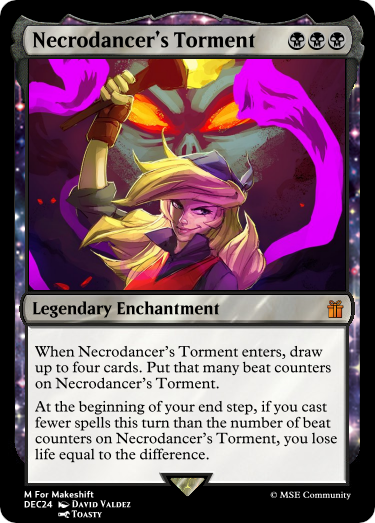 Necrodancer's Torment
Legendary Enchantment
When Necrodancer's Torment enters, draw
up to four cards. Put that many beat counters
on Necrodancer's Torment.
At the beginning of your end step, if you cast
fewer spells this turn than the number of beat
counters on Necrodancer's Torment, you lose
life equal to the difference.
M For Makeshift
DEC24 David Valdez
Toasty
© MSE Community